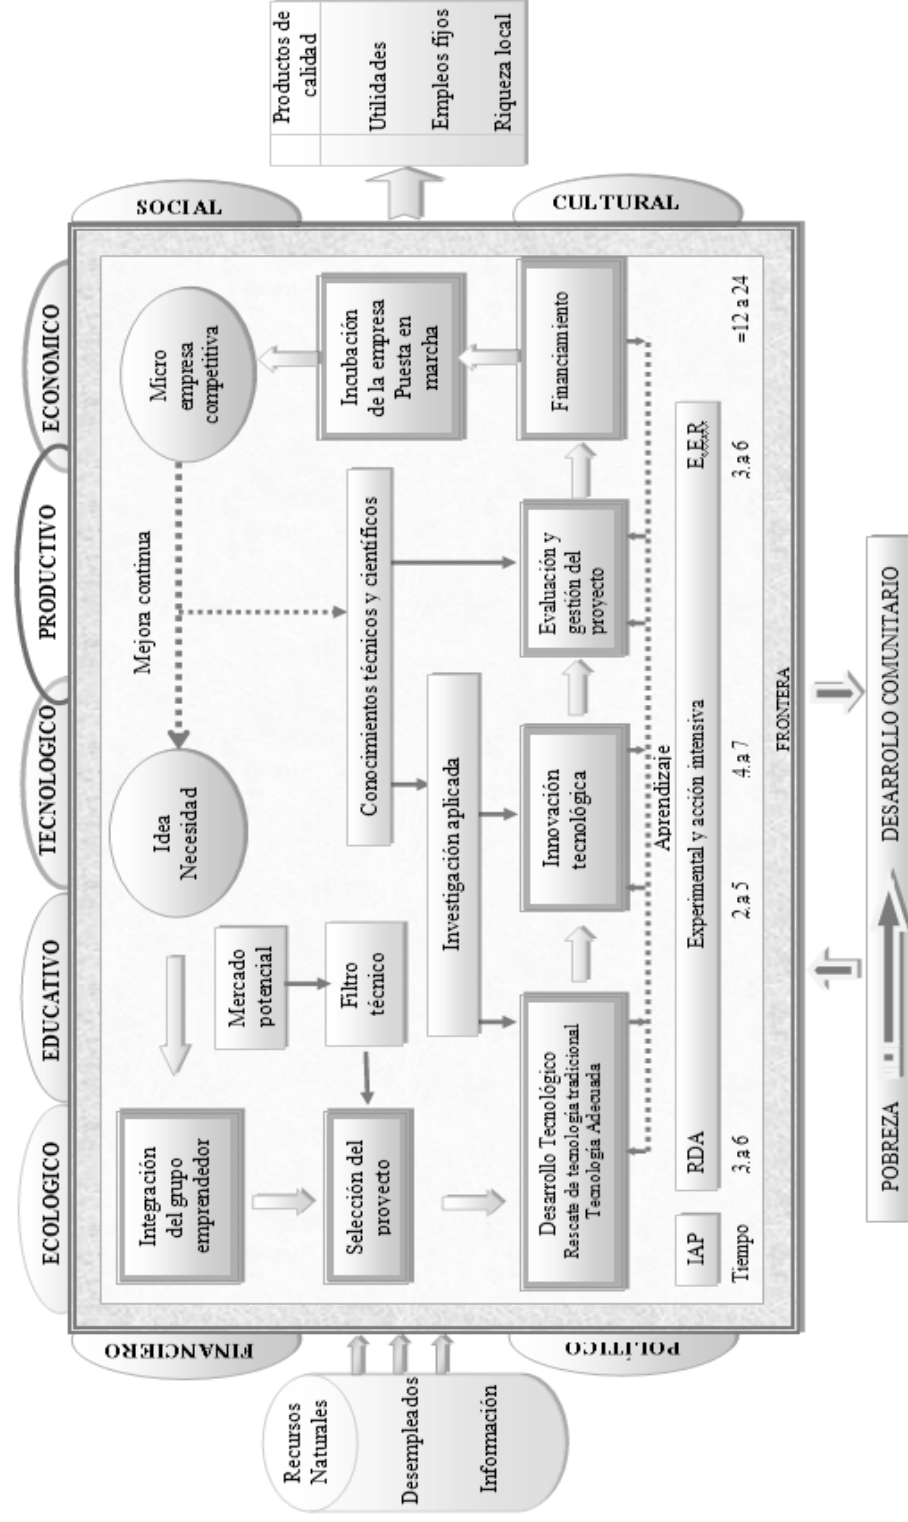 ECOLOGICO
EDUCATIVO
TECNOLOGICO
PRODUCTIVO
ECONOMICO
FINANCIERO
SOCIAL
Idea
Necesidad
Mejora continua
Micro
empresa
competitiva
Integración
del grupo
emprendedor
Mercado
potencial
Filtro
técnico
Selección del
provecto
Conocimientos técnicos y científicos
Investigación aplicada
Incubación
de la empresa
Puesta en
marcha
Recursos
Naturales
Desempleados
Información
Productos de
calidad
Utilidades
Empleos fijos
Riqueza local
POLÍTICO
CULTURAL
Desarrollo Tecnológico
Rescate de tecnología tradicional
Tecnología Adecuada
Innovación
tecnológica
Evaluación y
gestión del
proyecto
Financiamiento
Aprendizaje
IAP
RDA
Experimental y acción intensiva
E.E.R.
Tiempo
3.a 6
2.a 5
4.a 7
3.a 6
=12 a 24
FRONTERA
POBREZA
DESARROLLO COMUNITARIO